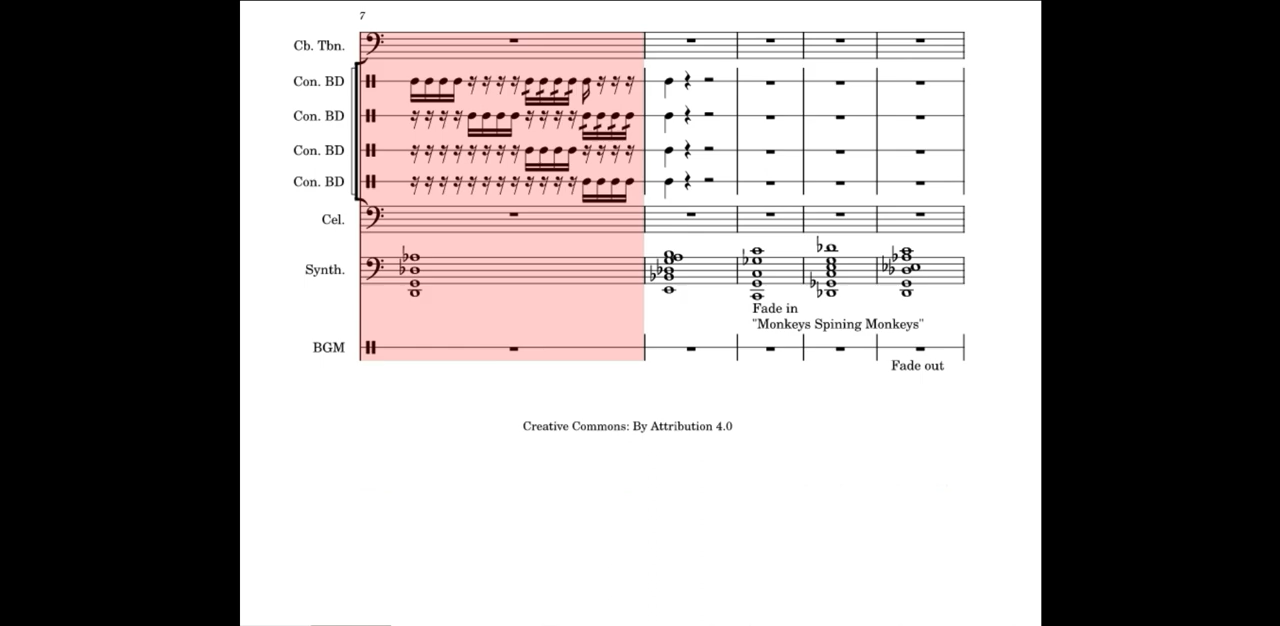 7
Cb. Tbn.
Con. BD
Con. BD
Con. BD
Con. BD
Cel.
Synth.
Fade in
"Monkeys Spining Monkeys"
BGM
Fade out
Creative Commons: By Attribution 4.0